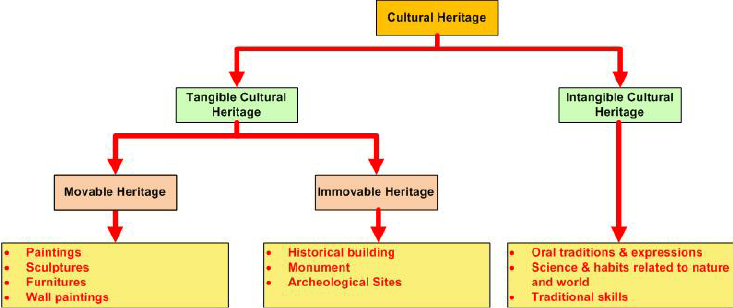 Cultural Heritage
Tangible Cultural
Heritage
Intangible Cultural
Heritage
Movable Heritage
Immovable Heritage
• Paintings
• Sculptures
• Furnitures
• Wall paintings
• Historical building
• Monument
• Archeological Sites
• Oral traditions & expressions
• Science & habits related to nature
and world
• Traditional skills